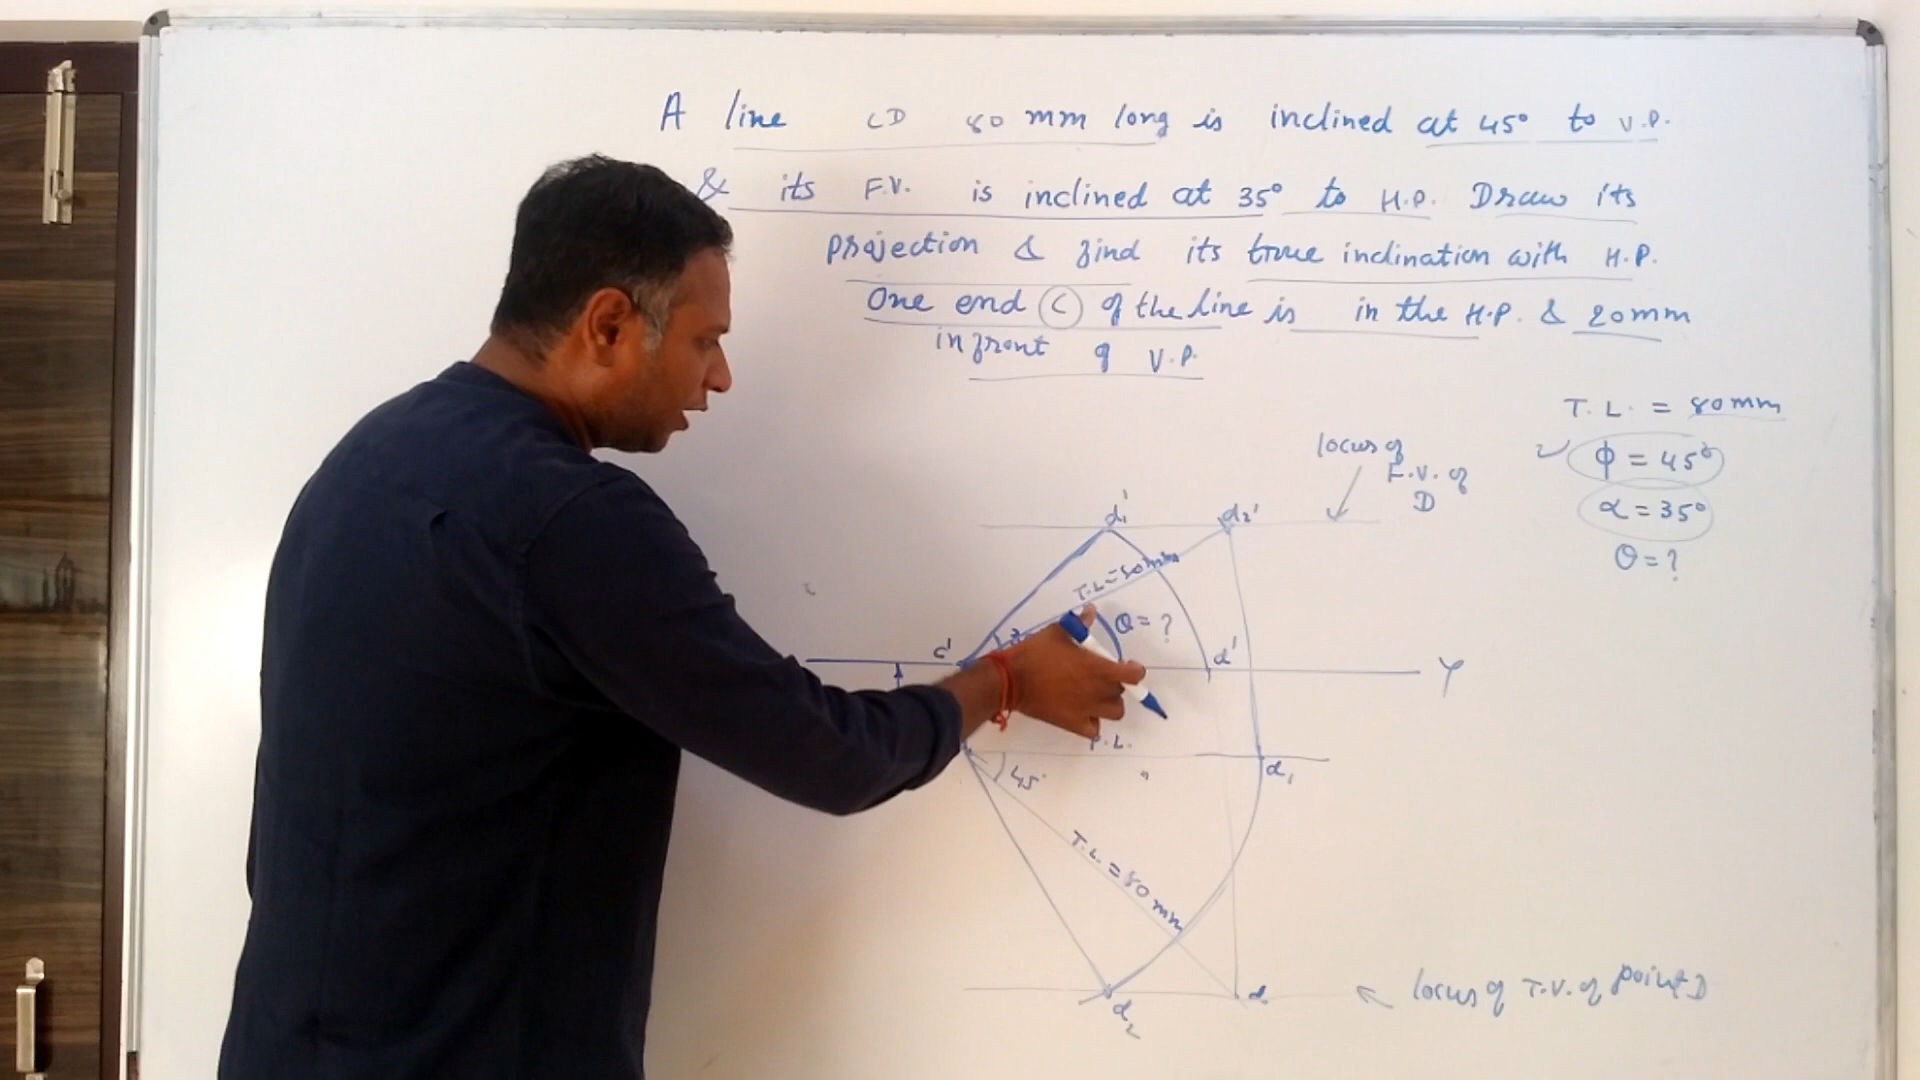 A line CD 80 mm long is inclined at 45° to V.P.
& its F.V. is inclined at 35° to H.P. Draw its
projection & find its true inclination with H.P.
One end C of the line is in the H.P. & 20mm
infront of V.P.
T. L. = 80mm
ϕ = 45°
α = 35°
θ = ?
locus of
F.V. of
D
d1'
d2'
T.L = 80mm
θ = ?
c'
d'
Y
45°
d1
T.L. = 80 mm
d
d2
locus of T.V. of point D